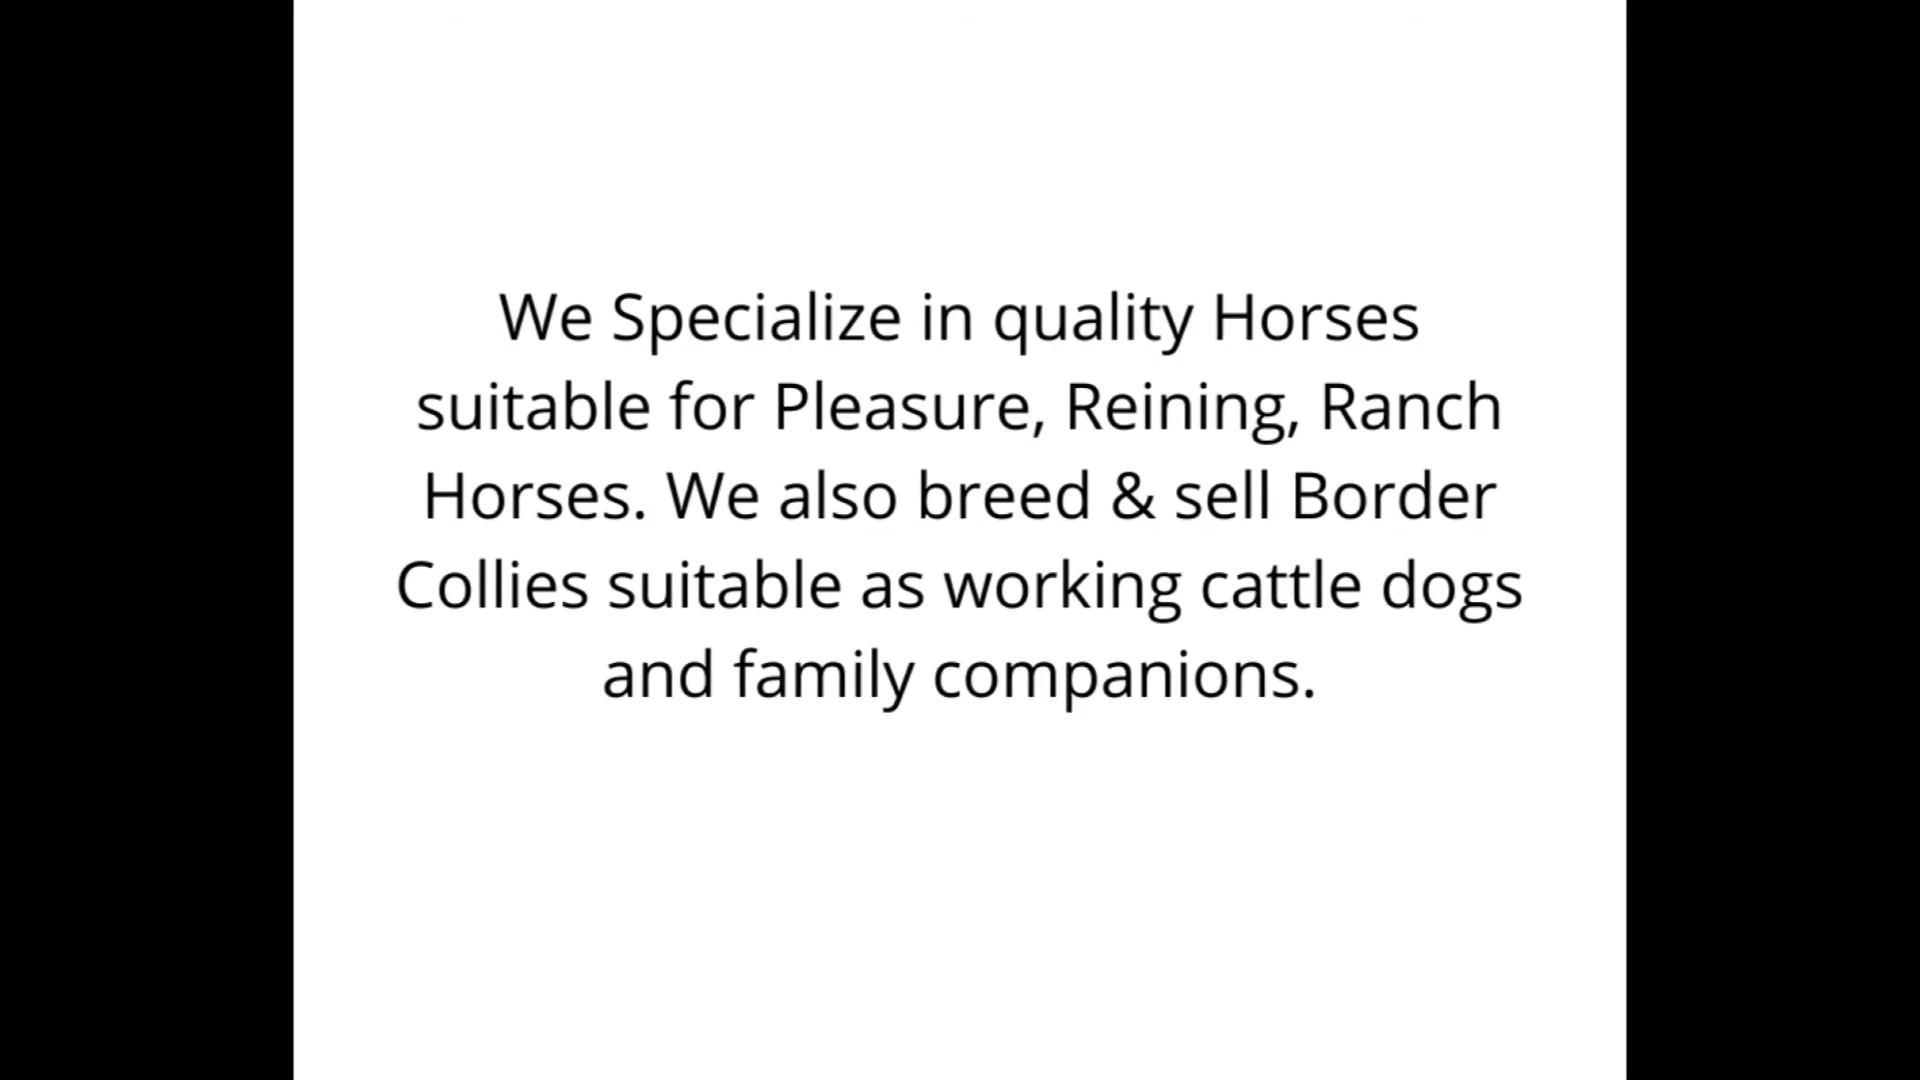 We Specialize in quality Horses
suitable for Pleasure, Reining, Ranch
Horses. We also breed & sell Border
Collies suitable as working cattle dogs
and family companions.